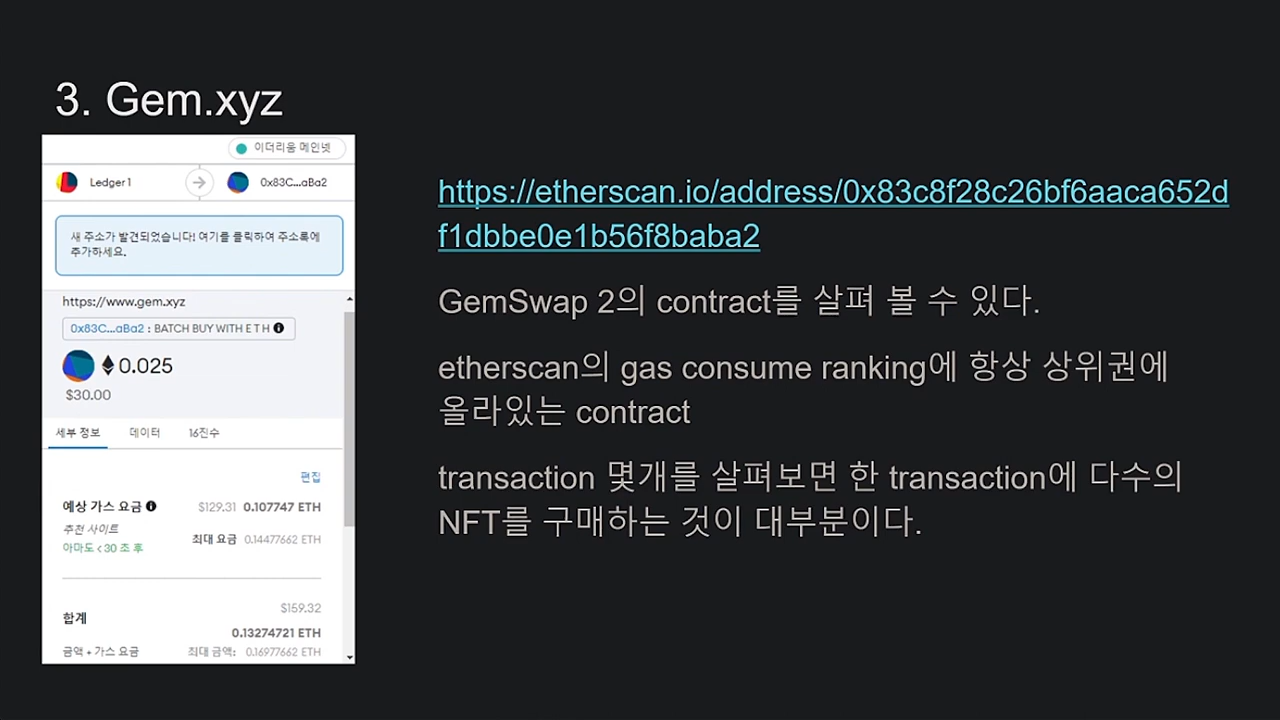 3. Gem.xyz
이더리움 메인넷
Ledger 1
0x83C...aBa2
새 주소가 발견되었습니다! 여기를 클릭하여 주소록에
추가하세요.
https://www.gem.xyz
0x83C...aBa2 : BATCH BUY WITH E T H
0.025
$30.00
세부 정보 데이터 16진수
편집
예상 가스 요금 $129.31 0.107747 ETH
추천 사이트
아마도 < 30 초 후
최대 요금 0.14477662 ETH
$159.32
합계
0.13274721 ETH
금액 + 가스 요금 최대 금액: 0.16977662 ETH
https://etherscan.io/address/0x83c8f28c26bf6aaca652d
f1dbbe0e1b56f8baba2
GemSwap 2의 contract를 살펴 볼 수 있다.
etherscan의 gas consume ranking에 항상 상위권에
올라있는 contract
transaction 몇개를 살펴보면 한 transaction에 다수의
NFT를 구매하는 것이 대부분이다.